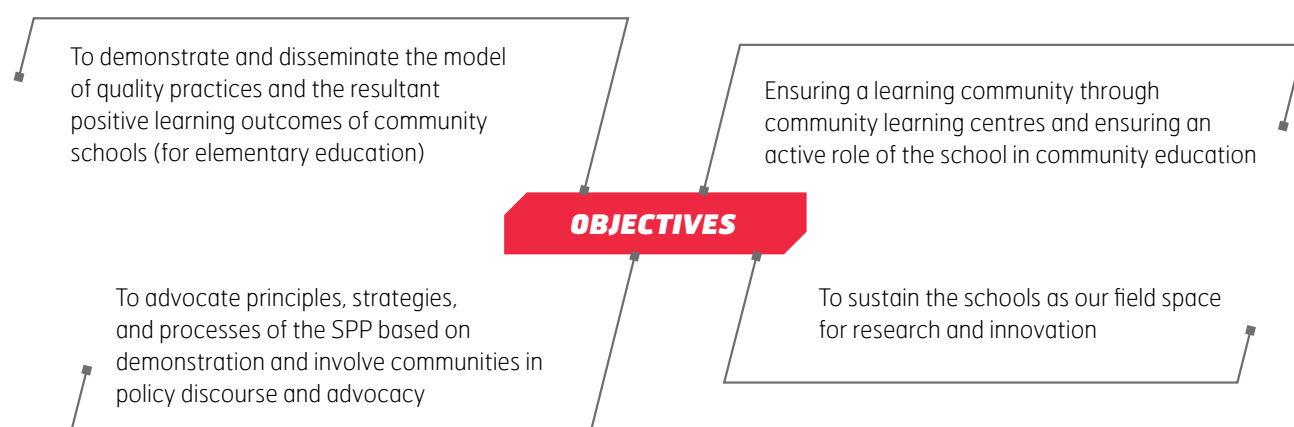 To demonstrate and disseminate the model
of quality practices and the resultant
positive learning outcomes of community
schools (for elementary education)
Ensuring a learning community through
community learning centres and ensuring an
active role of the school in community education
OBJECTIVES
To advocate principles, strategies,
and processes of the SPP based on
demonstration and involve communities in
policy discourse and advocacy
To sustain the schools as our field space
for research and innovation